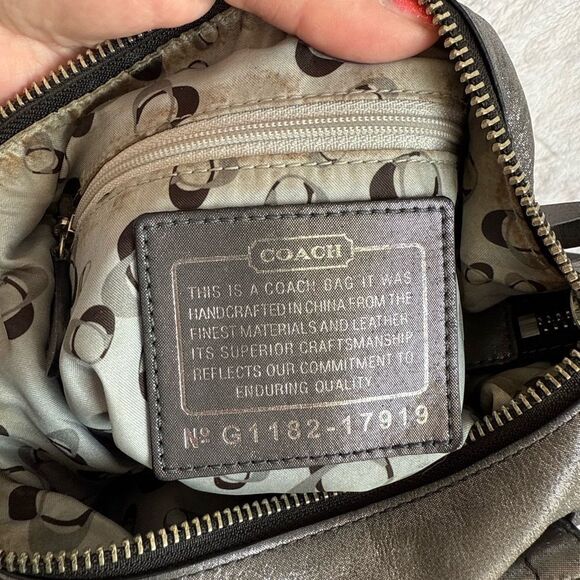 COACH
THIS IS A COACH BAG IT WAS
HANDCRAFTED IN CHINA FROM THE
FINEST MATERIALS AND LEATHER
ITS SUPERIOR CRAFTSMANSHIP
REFLECTS OUR COMMITMENT TO
ENDURING QUALITY.
Nº G1182-17919